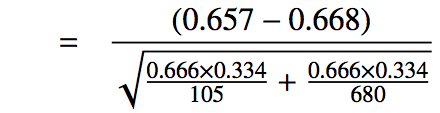 = (0.657 – 0.668)
√ 0.666×0.334 + 0.666×0.334
105 680